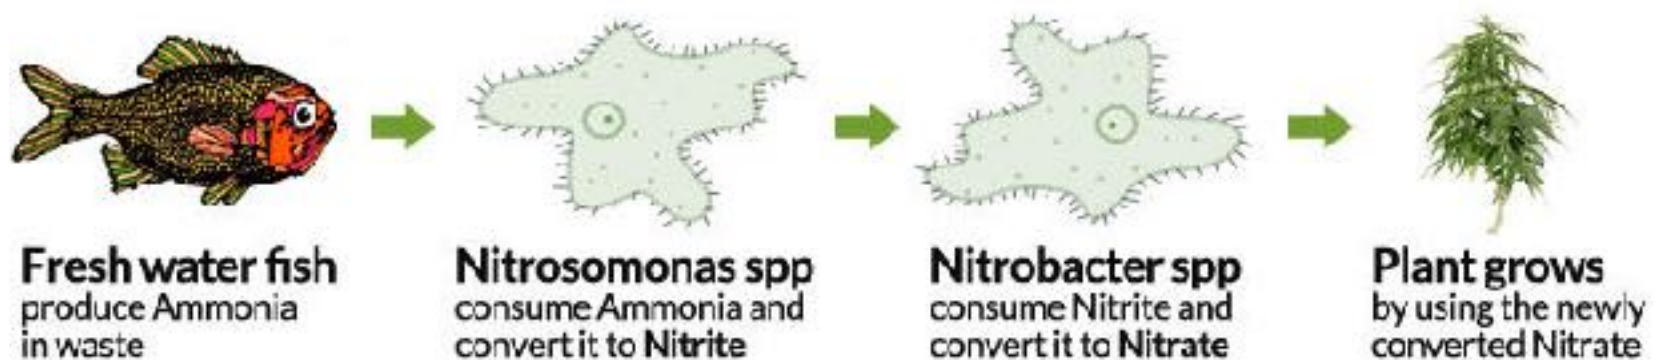 Fresh water fish
produce Ammonia
in waste
Nitrosomonas spp
consume Ammonia and
convert it to Nitrite
Nitrobacter spp
consume Nitrite and
convert it to Nitrate
Plant grows
by using the newly
converted Nitrate